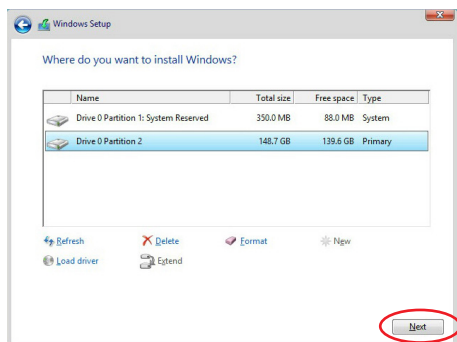 Windows Setup
Where do you want to install Windows?
Name Total size Free space Type
Drive 0 Partition 1: System Reserved 350.0 MB 88.0 MB System
Drive 0 Partition 2 148.7 GB 139.6 GB Primary
Refresh Delete Format New
Load driver Extend
Next